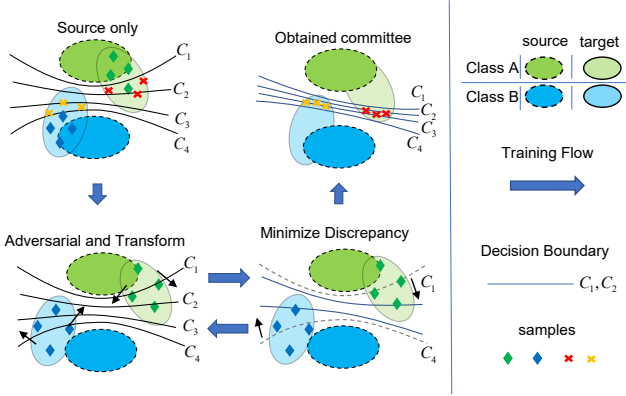 Source only
C1
C2
C3
C4
Obtained committee
C1
C2
C3
C4
Adversarial and Transform
C1
C2
C3
C4
Minimize Discrepancy
C1
C4
source target
Class A
Class B
Training Flow
Decision Boundary
C1, C2
samples